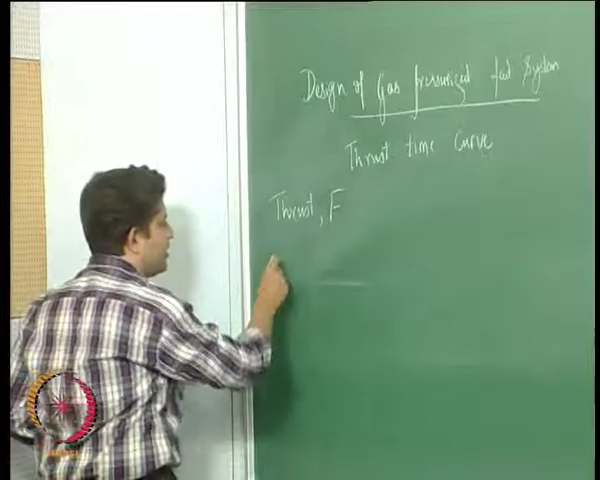 Design of Gas pressurized feed System
Thrust time Curve
Thrust, F